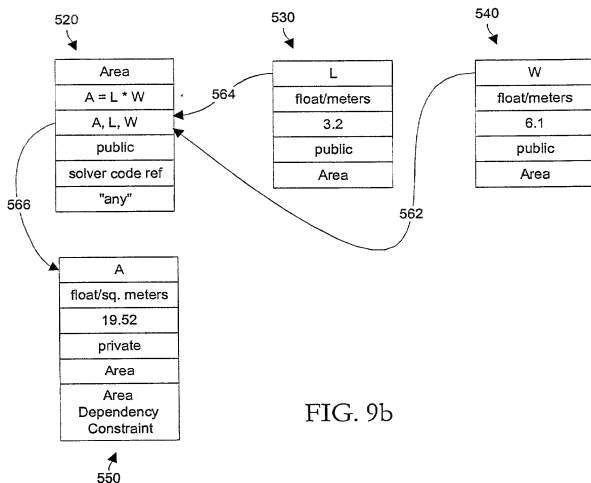 520
Area
A = L * W
A, L, W
public
solver code ref
"any"
530
L
float/meters
3.2
public
Area
540
W
float/meters
6.1
public
Area
564
562
566
A
float/sq. meters
19.52
private
Area
Area
Dependency
Constraint
550
FIG. 9b